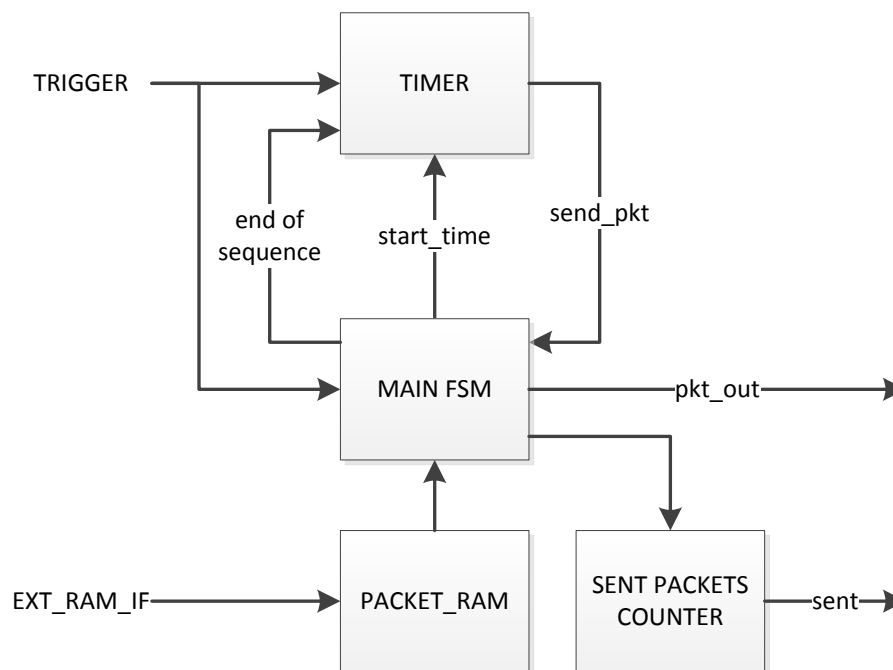 TRIGGER
TIMER
end of
sequence
start_time
send_pkt
MAIN FSM
pkt_out
EXT_RAM_IF
PACKET_RAM
SENT PACKETS
COUNTER
sent